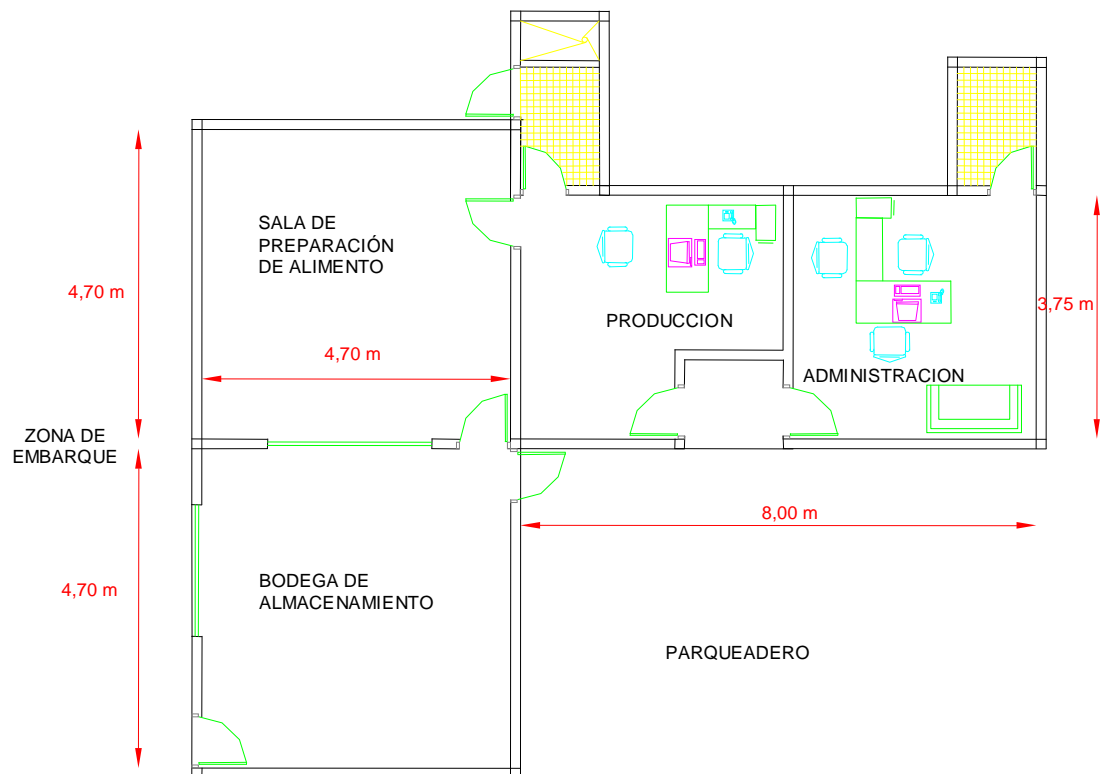 SALA DE
PREPARACIÓN
DE ALIMENTO
4,70 m
4,70 m
PRODUCCION
3,75 m
ADMINISTRACION
ZONA DE
EMBARQUE
8,00 m
4,70 m
BODEGA DE
ALMACENAMIENTO
PARQUEADERO